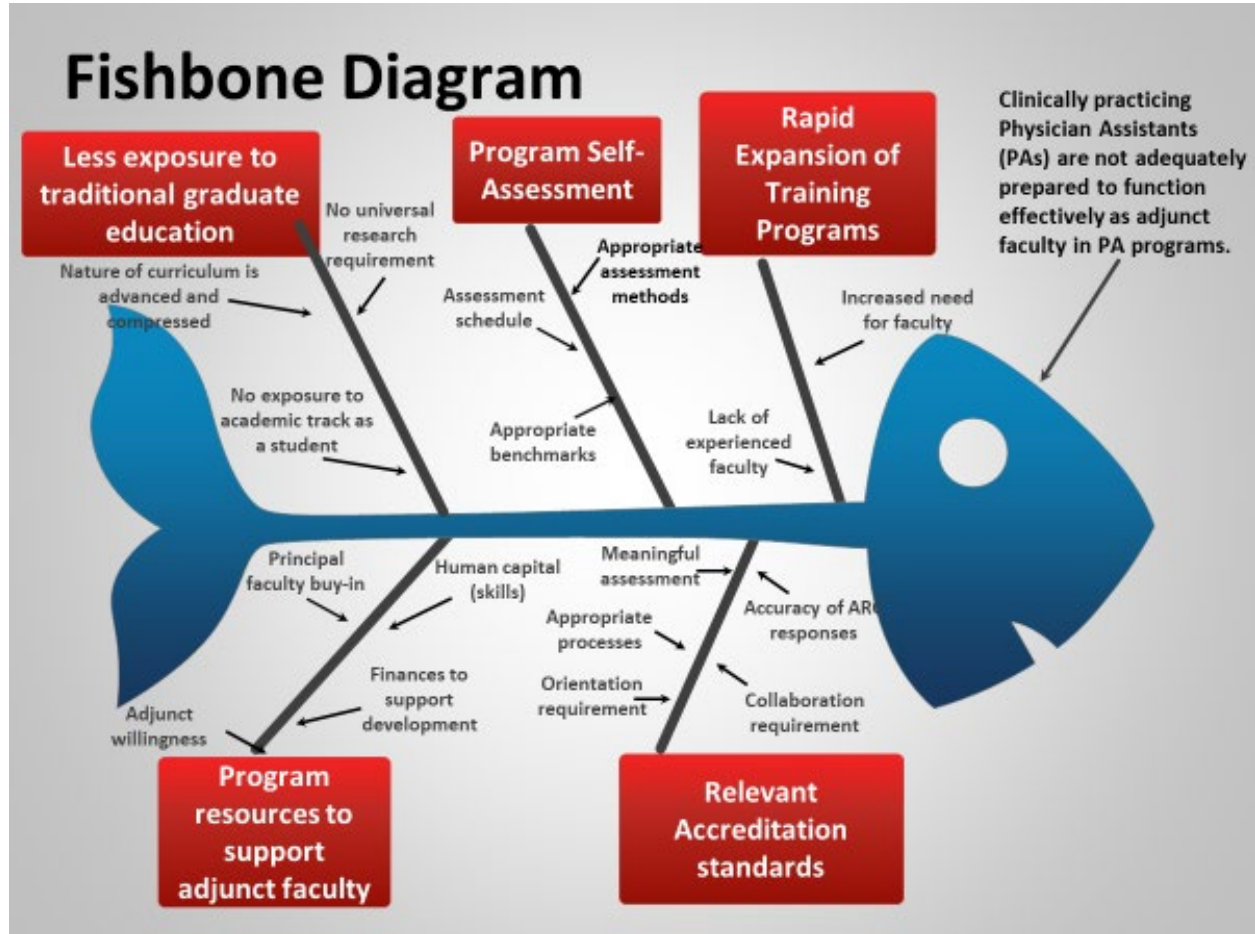 Fishbone Diagram
Less exposure to
traditional graduate
education
Program Self-
Assessment
Rapid
Expansion of
Training
Programs
Clinically practicing
Physician Assistants
(PAs) are not adequately
prepared to function
effectively as adjunct
faculty in PA programs.
No universal
research
requirement
Nature of curriculum is
advanced and
compressed
No exposure to
academic track as
a student
Appropriate
assessment
methods
Assessment
schedule
Appropriate
benchmarks
Increased need
for faculty
Lack of
experienced
faculty
Principal
faculty buy-in
Human capital
(skills)
Finances to
support
development
Adjunct
willingness
Program
resources to
support
adjunct faculty
Meaningful
assessment
Accuracy of
responses
Appropriate
processes
Orientation
requirement
Collaboration
requirement
Relevant
Accreditation
standards